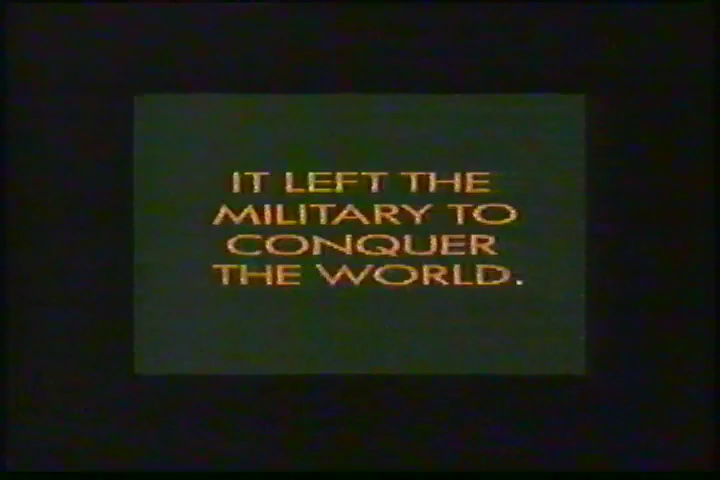 IT LEFT THE
MILITARY TO
CONQUER
THE WORLD.